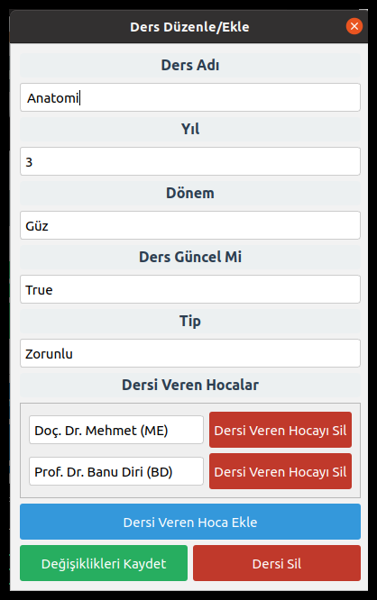 Ders Düzenle/Ekle
Ders Adı
Anatomi
Yıl
3
Dönem
Güz
Ders Güncel Mi
True
Tip
Zorunlu
Dersi Veren Hocalar
Doç. Dr. Mehmet (ME) Dersi Veren Hocayı Sil
Prof. Dr. Banu Diri (BD) Dersi Veren Hocayı Sil
Dersi Veren Hoca Ekle
Değişiklikleri Kaydet Dersi Sil